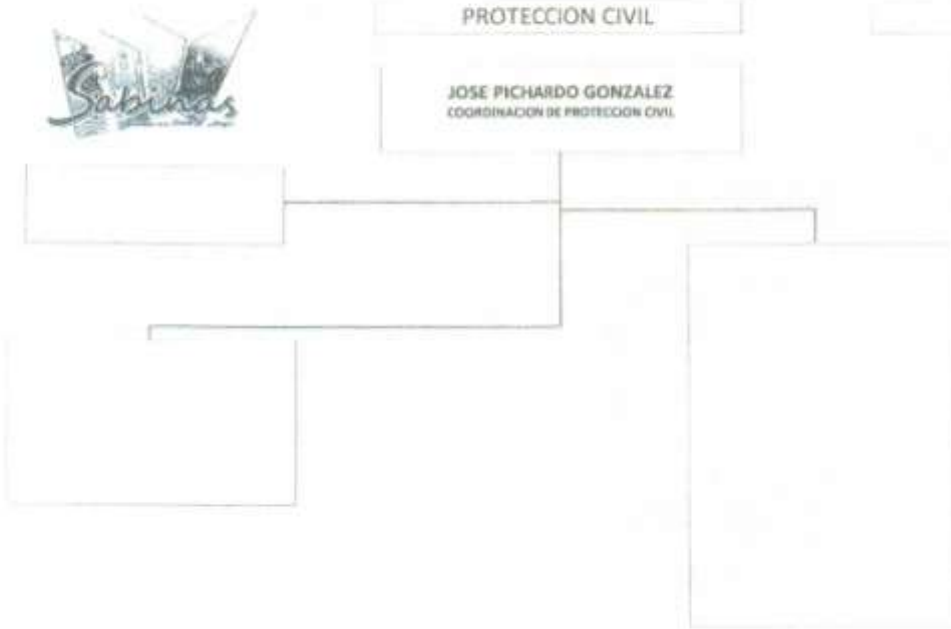 PROTECCION CIVIL
Sabinas
JOSE PICHARDO GONZALEZ
COORDINACION DE PROTECCION CIVIL